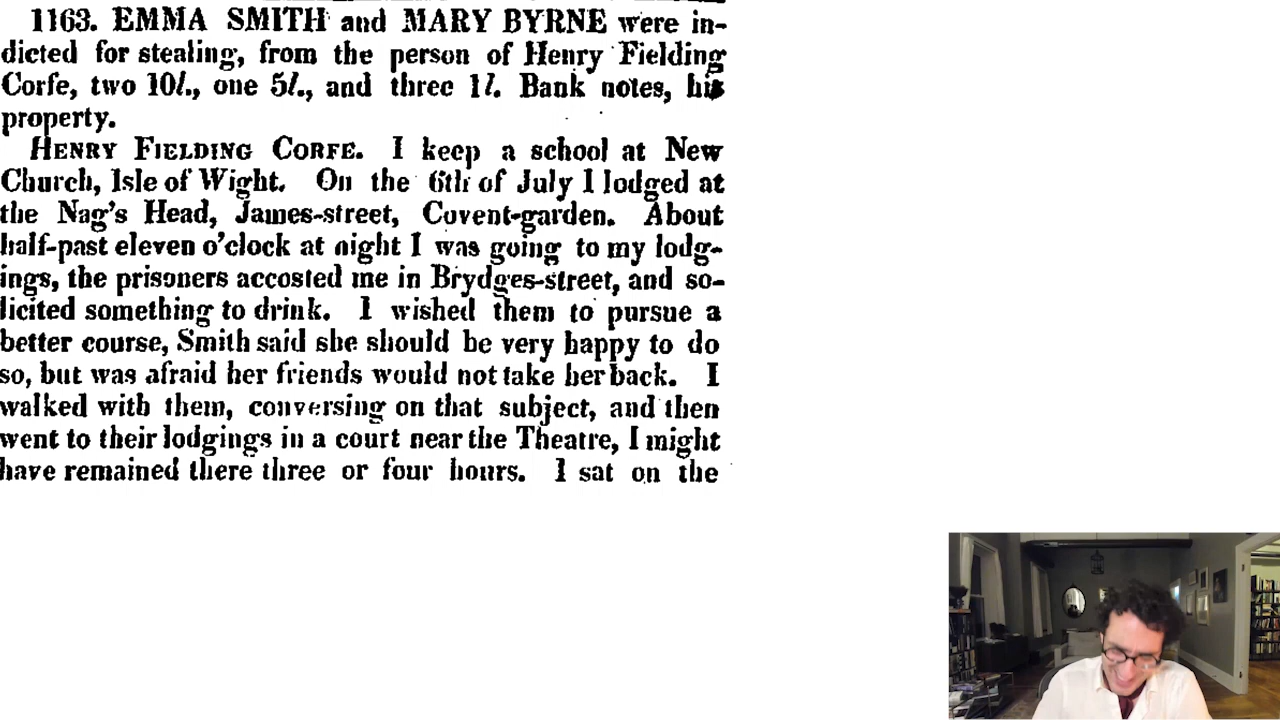 1163. EMMA SMITH and MARY BYRNE were in-
dicted for stealing, from the person of Henry Fielding
Corfe, two 10l., one 5l., and three 1l. Bank notes, his
property.
HENRY FIELDING CORFE. I keep a school at New
Church, Isle of Wight. On the 6th of July I lodged at
the Nag's Head, James-street, Covent-garden. About
half-past eleven o'clock at night I was going to my lodg-
ings, the prisoners accosted me in Brydges-street, and so-
licited something to drink. I wished them to pursue a
better course, Smith said she should be very happy to do
so, but was afraid her friends would not take her back. I
walked with them, conversing on that subject, and then
went to their lodgings in a court near the Theatre, I might
have remained there three or four hours. I sat on the